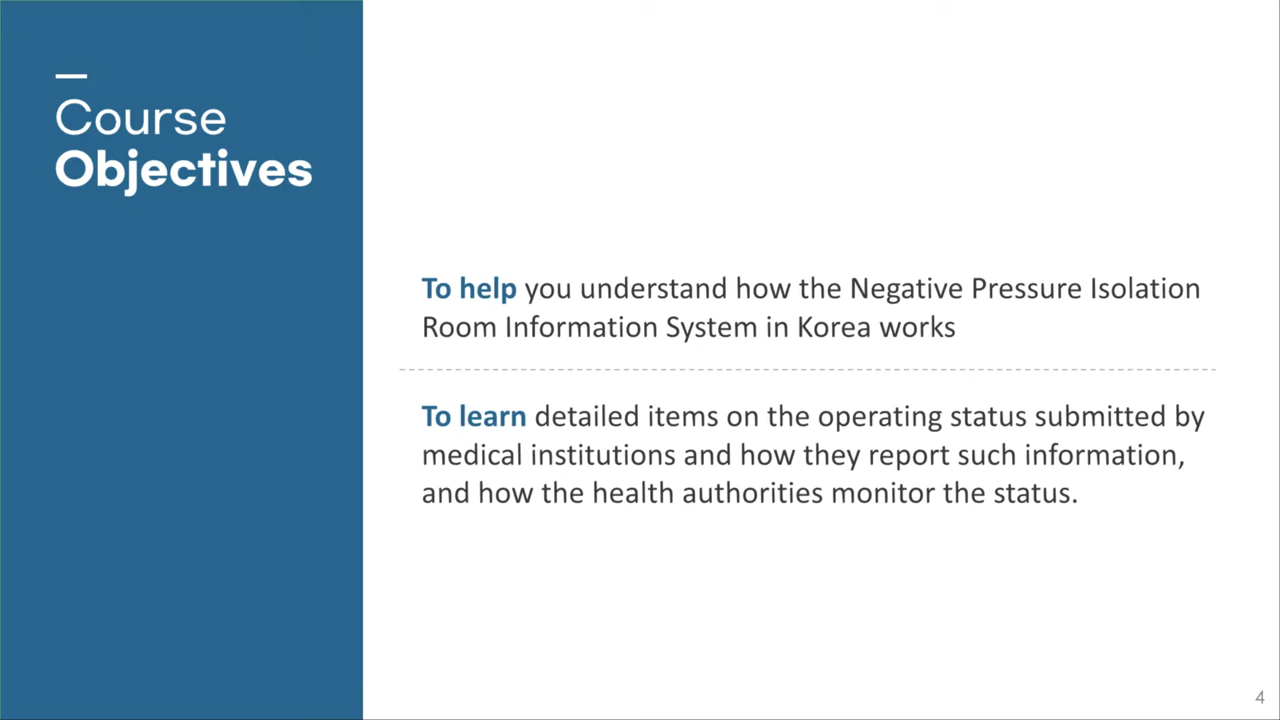 Course
Objectives
To help you understand how the Negative Pressure Isolation
Room Information System in Korea works
To learn detailed items on the operating status submitted by
medical institutions and how they report such information,
and how the health authorities monitor the status.
4